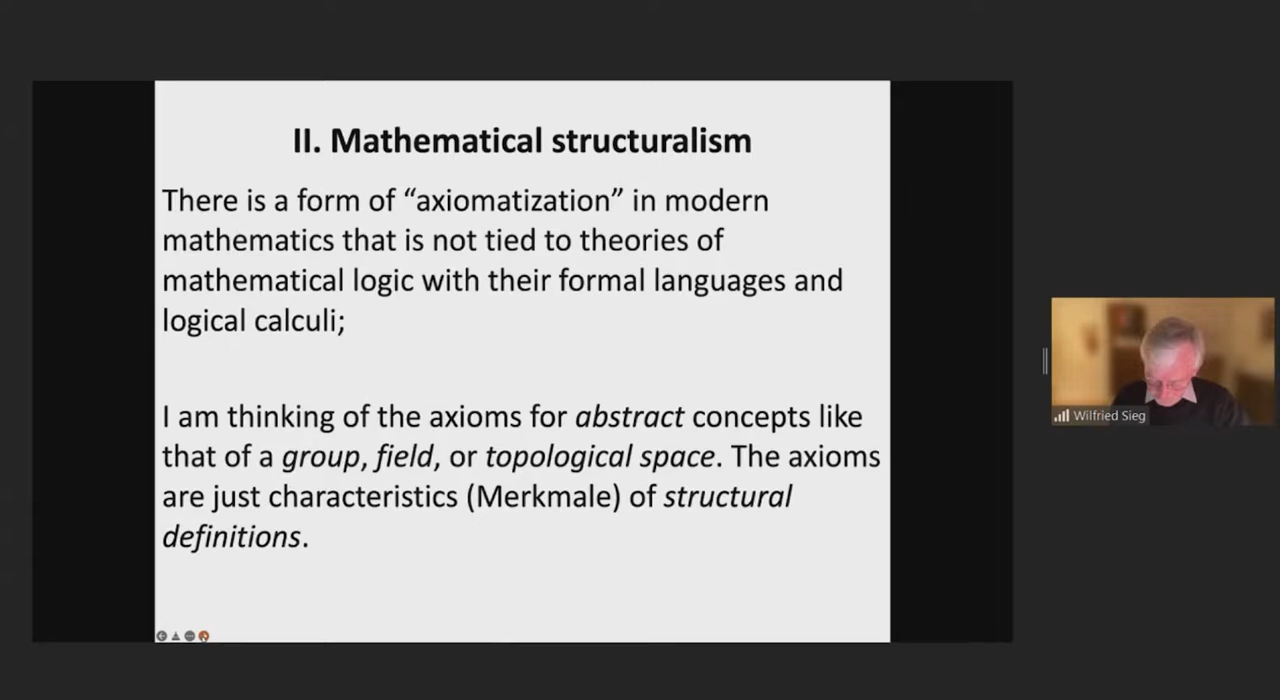 II. Mathematical structuralism
There is a form of “axiomatization” in modern
mathematics that is not tied to theories of
mathematical logic with their formal languages and
logical calculi;
I am thinking of the axioms for abstract concepts like
that of a group, field, or topological space. The axioms
are just characteristics (Merkmale) of structural
definitions.
Wilfried Sieg